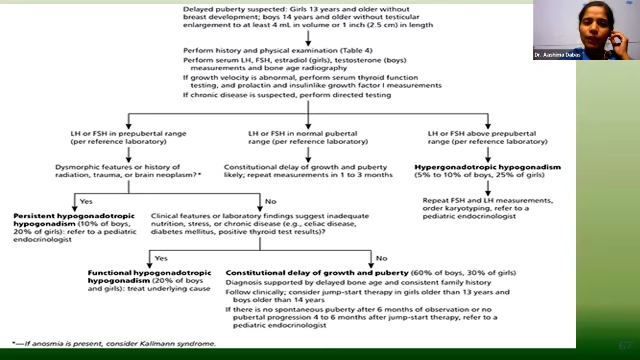 Delayed puberty suspected: Girls 13 years and older without
breast development; boys 14 years and older without testicular
enlargement to at least 4 mL in volume or 1 inch (2.5 cm) in length
Dr. Aashima Dabas
Perform history and physical examination (Table 4)
Perform serum LH, FSH, estradiol (girls), testosterone (boys)
measurements and bone age radiography
If growth velocity is abnormal, perform serum thyroid function
testing, and prolactin and insulinlike growth factor I measurements
If chronic disease is suspected, perform directed testing
LH or FSH in prepubertal range
(per reference laboratory)
LH or FSH in normal pubertal
range (per reference laboratory)
LH or FSH above prepubertal range
(per reference laboratory)
Dysmorphic features or history of
radiation, trauma, or brain neoplasm?*
Constitutional delay of growth and puberty
likely; repeat measurements in 1 to 3 months
Hypergonadotropic hypogonadism
(5% to 10% of boys, 25% of girls)
Yes
No
Repeat FSH and LH measurements,
order karyotyping, refer to a
pediatric endocrinologist
Persistent hypogonadotropic
hypogonadism (10% of boys,
20% of girls): refer to a pediatric
endocrinologist
Clinical features or laboratory findings suggest inadequate
nutrition, stress, or chronic disease (e.g., celiac disease,
diabetes mellitus, positive thyroid test results)?
Yes
No
Functional hypogonadotropic
hypogonadism (20% of boys
and girls): treat underlying cause
Constitutional delay of growth and puberty (60% of boys, 30% of girls)
Diagnosis supported by delayed bone age and consistent family history
Follow clinically; consider jump-start therapy in girls older than 13 years and
boys older than 14 years
If there is no spontaneous puberty after 6 months of observation or no
pubertal progression 4 to 6 months after jump-start therapy, refer to a
pediatric endocrinologist
*—If anosmia is present, consider Kallmann syndrome.
67